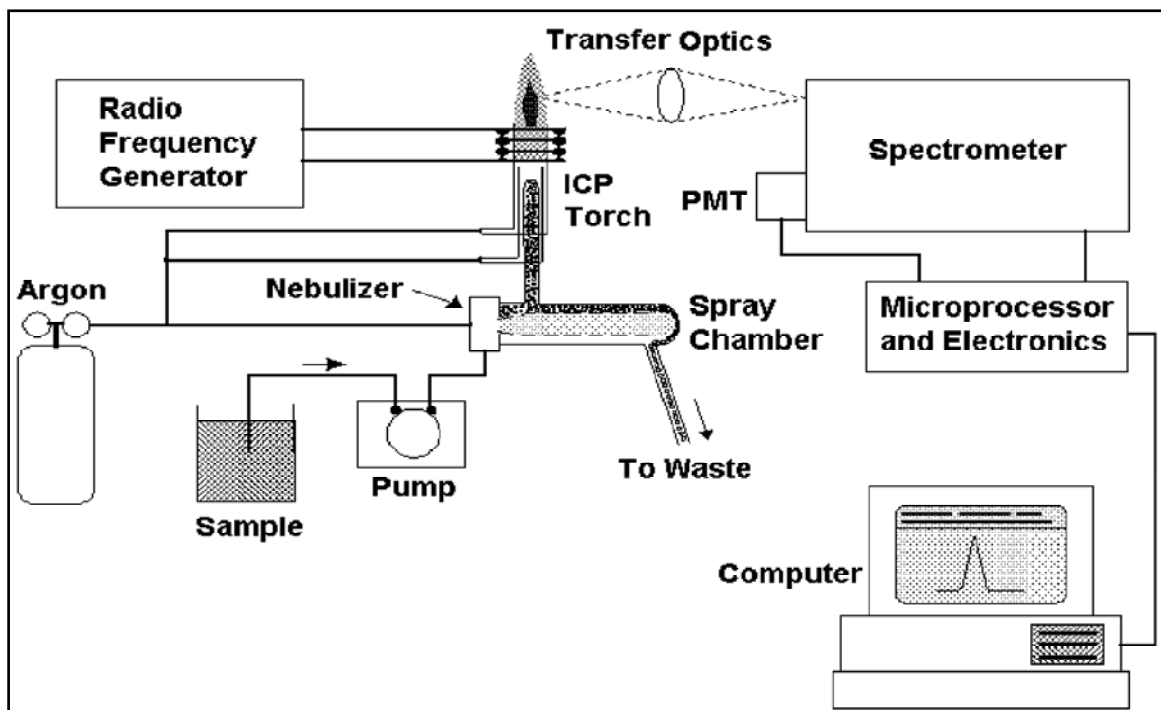 Transfer Optics
Radio
Frequency
Generator
Spectrometer
ICP
Torch
PMT
Argon
Nebulizer
Spray
Chamber
Microprocessor
and Electronics
Pump
To Waste
Sample
Computer